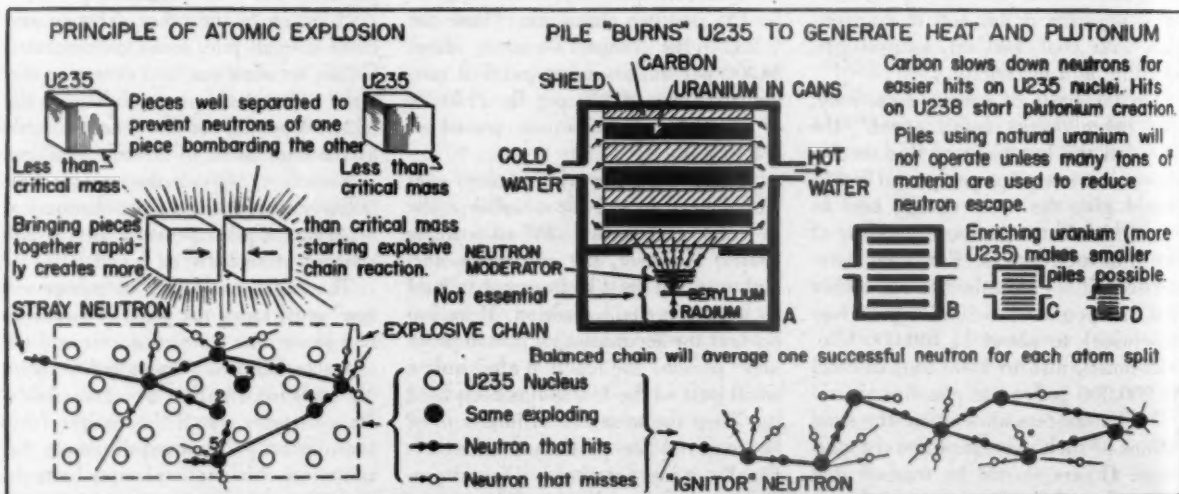 PRINCIPLE OF ATOMIC EXPLOSION
U235
U235
Pieces well separated to
prevent neutrons of one
piece bombarding the other
Less than
critical mass
Less than
critical mass
Bringing pieces
together rapid-
ly creates more
than critical mass
starting explosive
chain reaction.
STRAY NEUTRON
EXPLOSIVE CHAIN
2
3
2
5
U235 Nucleus
Same exploding
Neutron that hits
Neutron that misses
PILE "BURNS" U235 TO GENERATE HEAT AND PLUTONIUM
CARBON
SHIELD
URANIUM IN CANS
COLD
WATER
HOT
WATER
NEUTRON
MODERATOR
Not essential
BERYLLIUM
RADIUM
A
Carbon slows down neutrons for
easier hits on U235 nuclei. Hits
on U238 start plutonium creation.
Piles using natural uranium will
not operate unless many tons of
material are used to reduce
neutron escape.
Enriching uranium (more
U235) makes smaller
piles possible.
B
C
D
Balanced chain will average one successful neutron for each atom split
"IGNITOR" NEUTRON